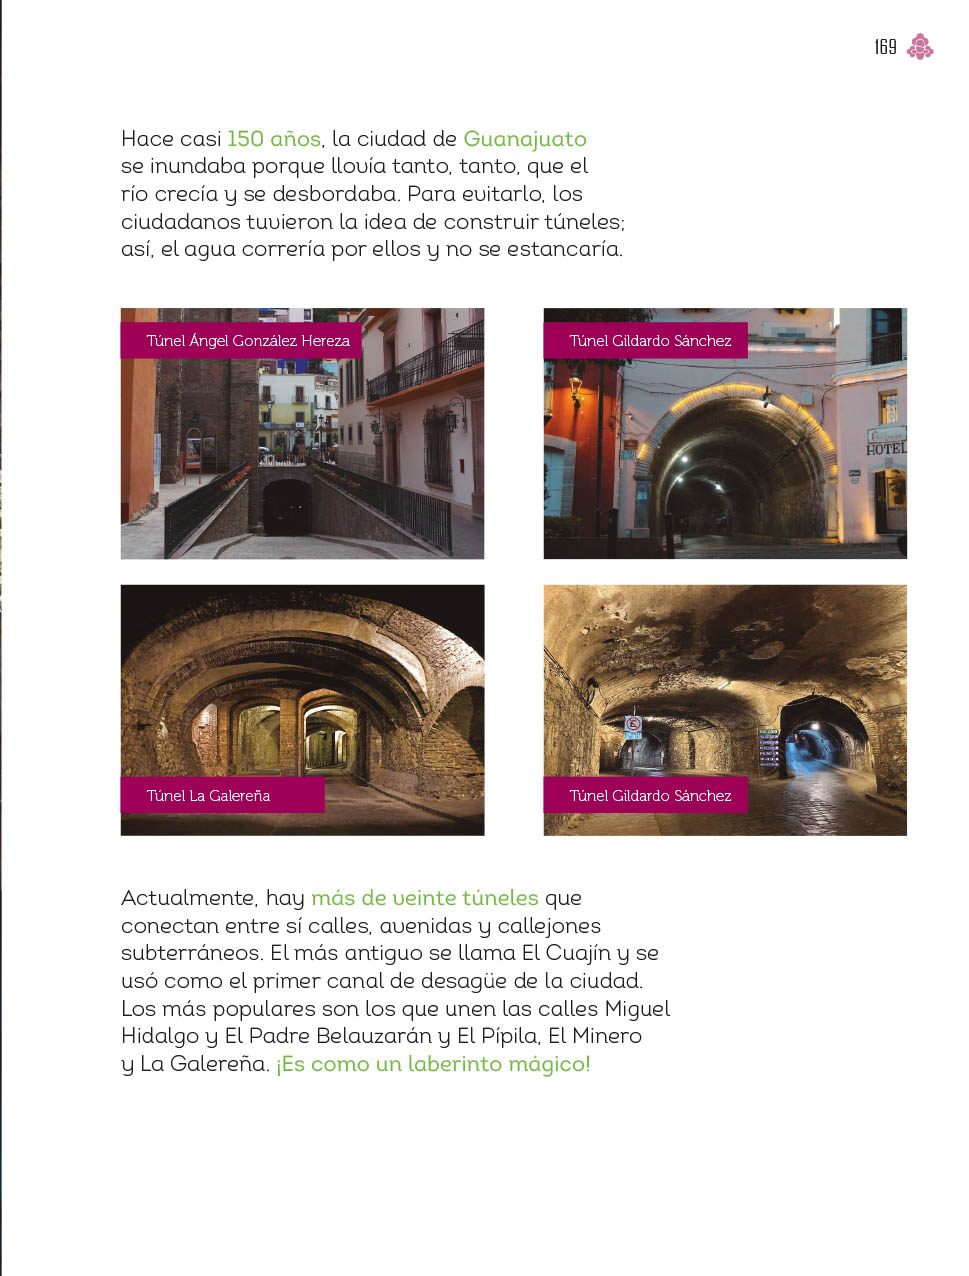 169
Hace casi 150 años, la ciudad de Guanajuato
se inundaba porque llovía tanto, tanto, que el
río crecía y se desbordaba. Para evitarlo, los
ciudadanos tuvieron la idea de construir túneles;
así, el agua correría por ellos y no se estancaría.
Túnel Ángel González Hereza
Túnel Gildardo Sánchez
HOTEL
Túnel La Galereña
Túnel Gildardo Sánchez
Actualmente, hay más de veinte túneles que
conectan entre sí calles, avenidas y callejones
subterráneos. El más antiguo se llama El Cuajín y se
usó como el primer canal de desagüe de la ciudad.
Los más populares son los que unen las calles Miguel
Hidalgo y El Padre Belauzarán y El Pípila, El Minero
y La Galereña. ¡Es como un laberinto mágico!